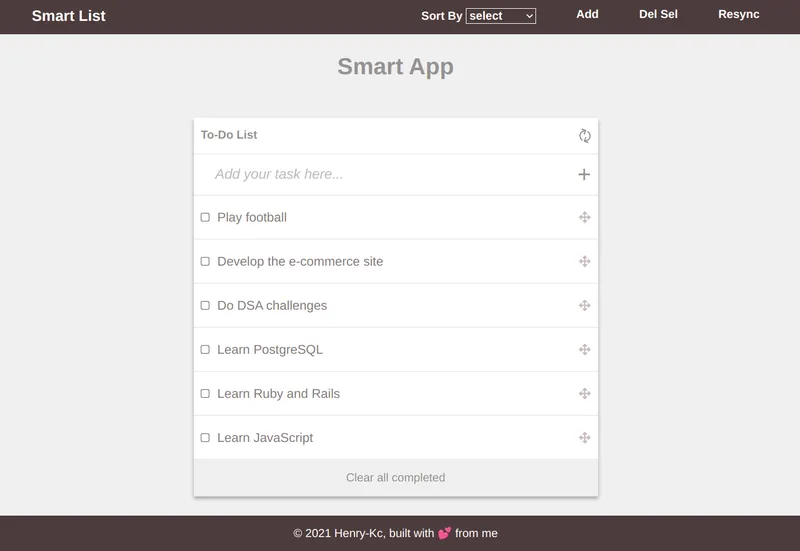 Smart List
Sort By select Add Del Sel Resync
Smart App
To-Do List
Add your task here...
Play football
Develop the e-commerce site
Do DSA challenges
Learn PostgreSQL
Learn Ruby and Rails
Learn JavaScript
Clear all completed
© 2021 Henry-Kc, built with 💕 from me